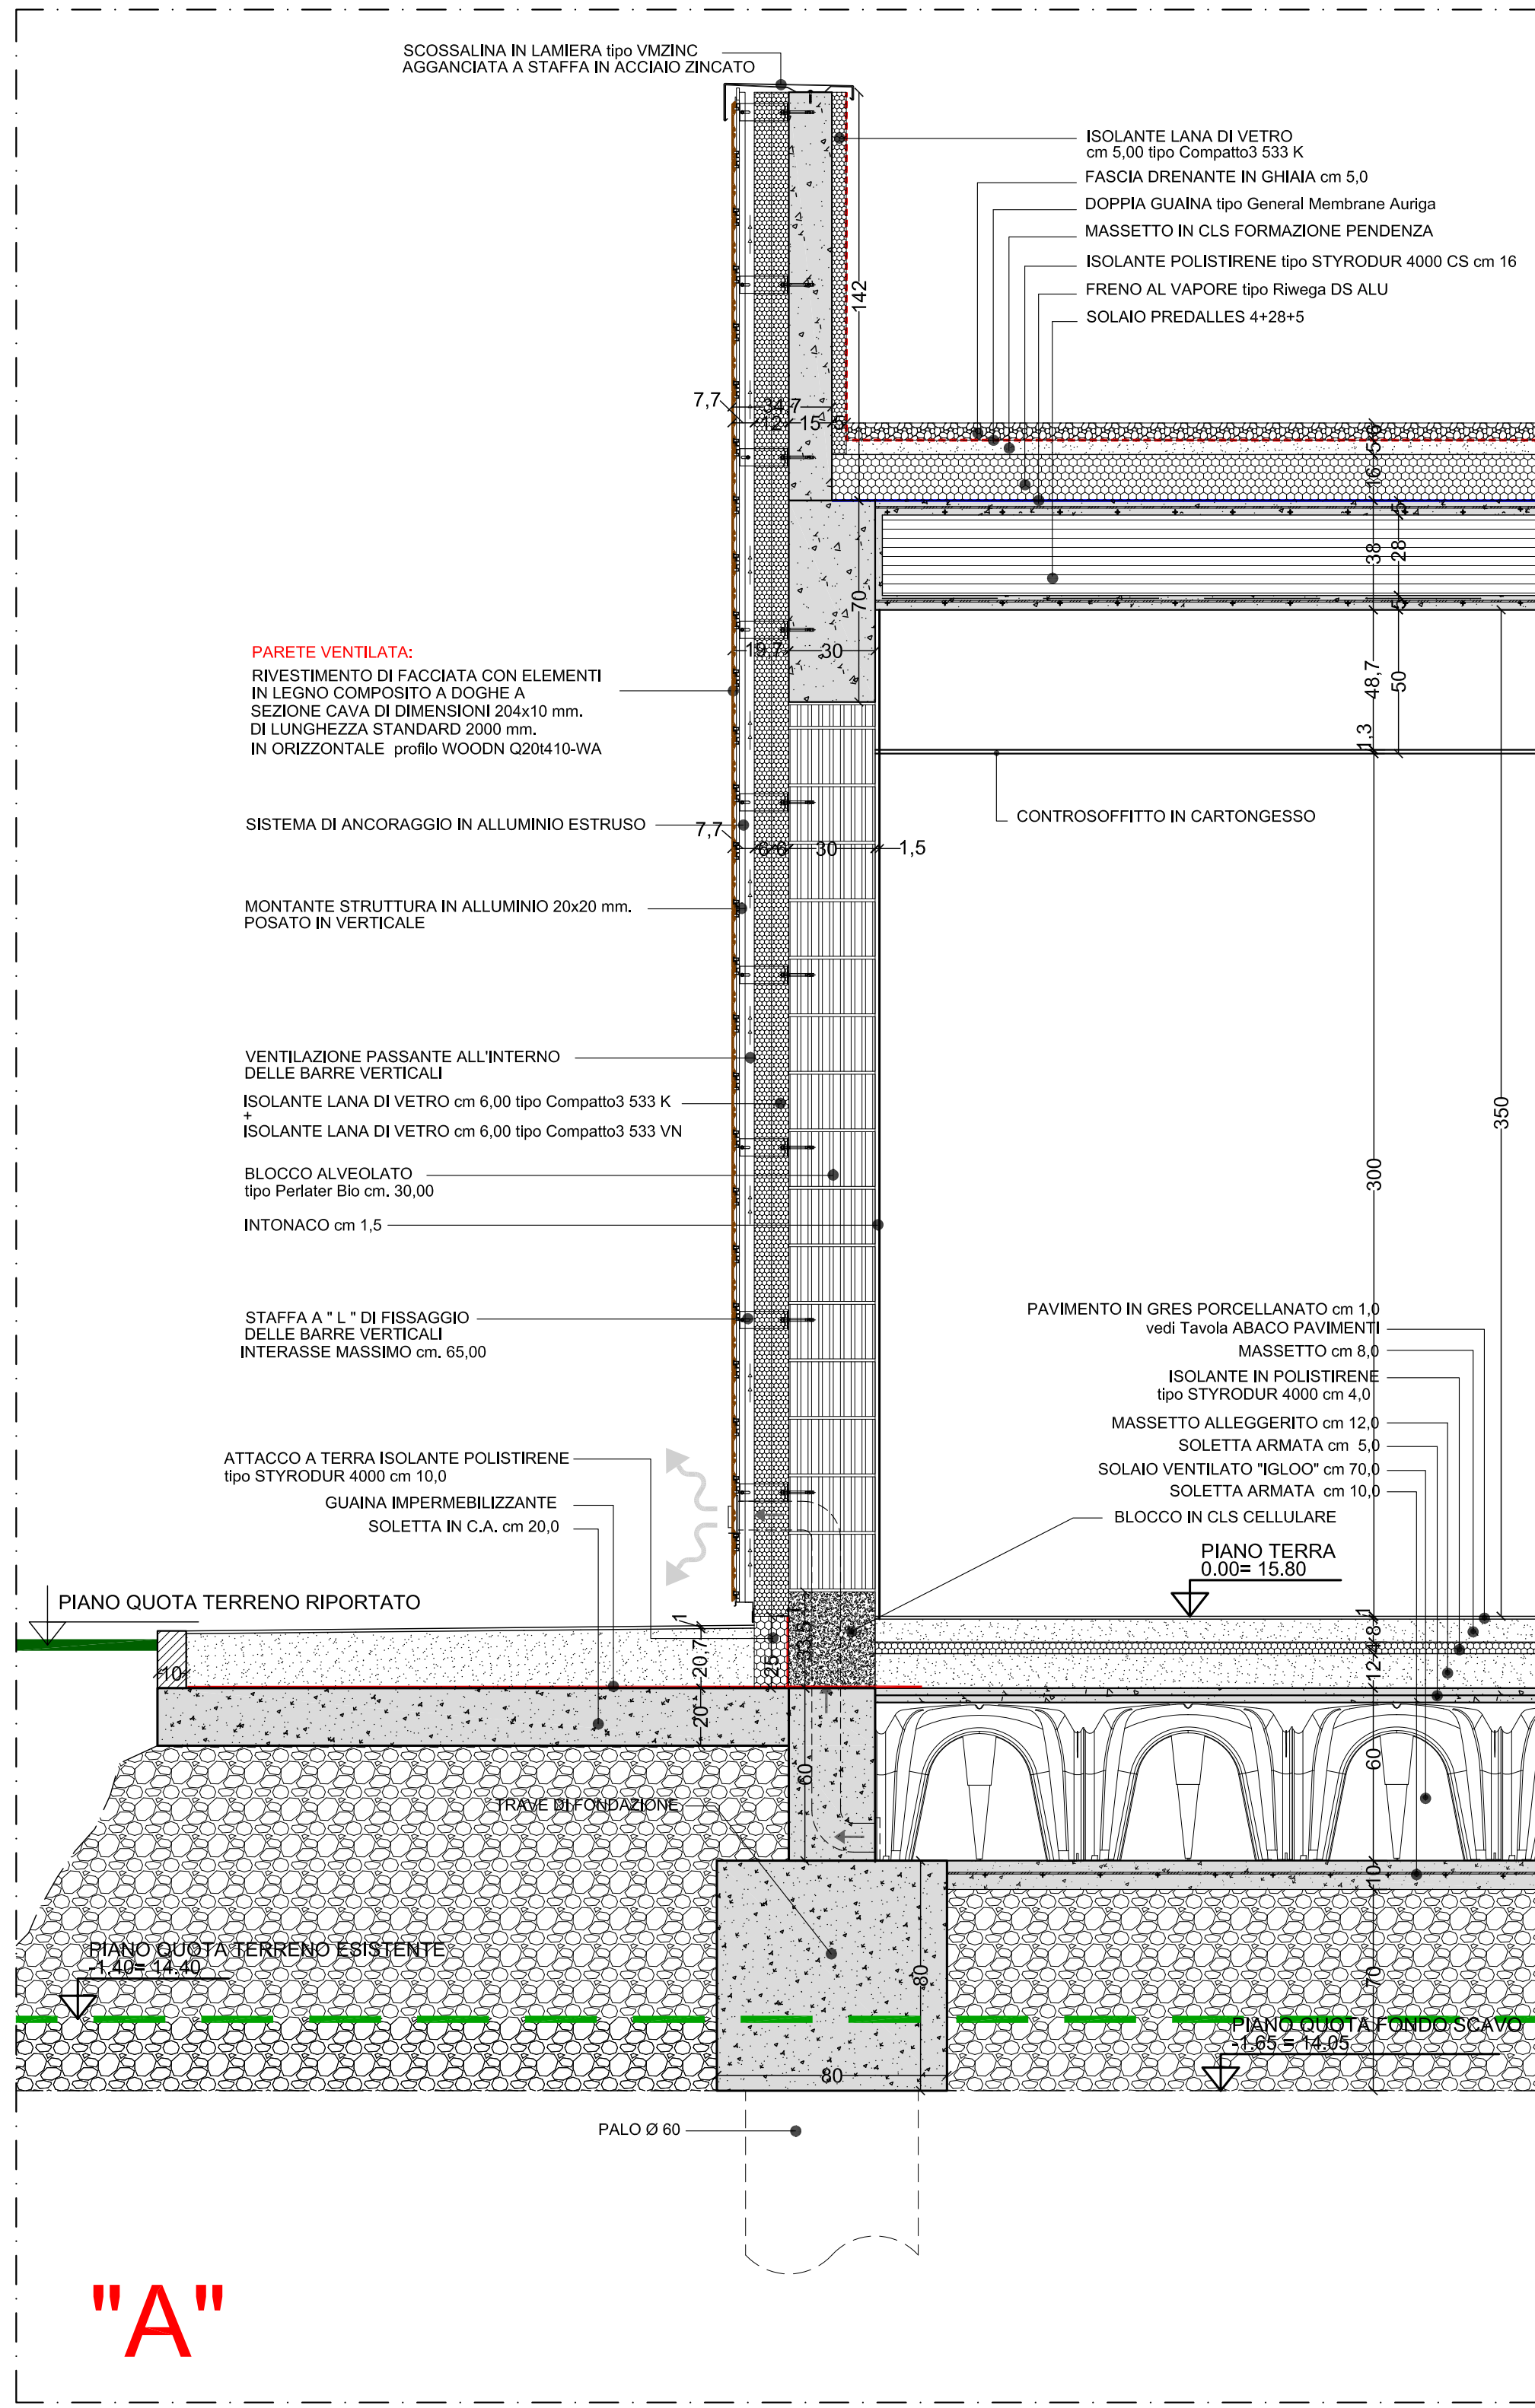 SCOSSALINA IN LAMIERA tipo VMZINC
AGGANCIATA A STAFFA IN ACCIAIO ZINCATO
ISOLANTE LANA DI VETRO
cm 5,00 tipo Compatto3 533 K
FASCIA DRENANTE IN GHIAIA cm 5,0
DOPPIA GUAINA tipo General Membrane Auriga
MASSETTO IN CLS FORMAZIONE PENDENZA
ISOLANTE POLISTIRENE tipo STYRODUR 4000 CS cm 16
FRENO AL VAPORE tipo Riwega DS ALU
SOLAIO PREDALLES 4+28+5
142
7,7
34,7
12
15
5
5
16
38
5
28
5
70
19,7
30
48,7
50
1,3
PARETE VENTILATA:
RIVESTIMENTO DI FACCIATA CON ELEMENTI
IN LEGNO COMPOSITO A DOGHE A
SEZIONE CAVA DI DIMENSIONI 204x10 mm.
DI LUNGHEZZA STANDARD 2000 mm.
IN ORIZZONTALE profilo WOODN Q20t410-WA
CONTROSOFFITTO IN CARTONGESSO
SISTEMA DI ANCORAGGIO IN ALLUMINIO ESTRUSO
7,7
6
6
30
1,5
MONTANTE STRUTTURA IN ALLUMINIO 20x20 mm.
POSATO IN VERTICALE
VENTILAZIONE PASSANTE ALL'INTERNO
DELLE BARRE VERTICALI
ISOLANTE LANA DI VETRO cm 6,00 tipo Compatto3 533 K
+
ISOLANTE LANA DI VETRO cm 6,00 tipo Compatto3 533 VN
350
300
BLOCCO ALVEOLATO
tipo Perlater Bio cm. 30,00
INTONACO cm 1,5
STAFFA A " L " DI FISSAGGIO
DELLE BARRE VERTICALI
INTERASSE MASSIMO cm. 65,00
PAVIMENTO IN GRES PORCELLANATO cm 1,0
vedi Tavola ABACO PAVIMENTI
MASSETTO cm 8,0
ISOLANTE IN POLISTIRENE
tipo STYRODUR 4000 cm 4,0
MASSETTO ALLEGGERITO cm 12,0
SOLETTA ARMATA cm 5,0
SOLAIO VENTILATO "IGLOO" cm 70,0
SOLETTA ARMATA cm 10,0
BLOCCO IN CLS CELLULARE
ATTACCO A TERRA ISOLANTE POLISTIRENE
tipo STYRODUR 4000 cm 10,0
GUAINA IMPERMEBILIZZANTE
SOLETTA IN C.A. cm 20,0
PIANO TERRA
0.00= 15.80
PIANO QUOTA TERRENO RIPORTATO
10
1
20,7
20
25
1
8
4
12
60
60
10
TRAVE DI FONDAZIONE
PIANO QUOTA TERRENO ESISTENTE
-1.40= 14.40
80
70
PIANO QUOTA FONDO SCAVO
-1.65 = 14.05
80
PALO Ø 60
"A"